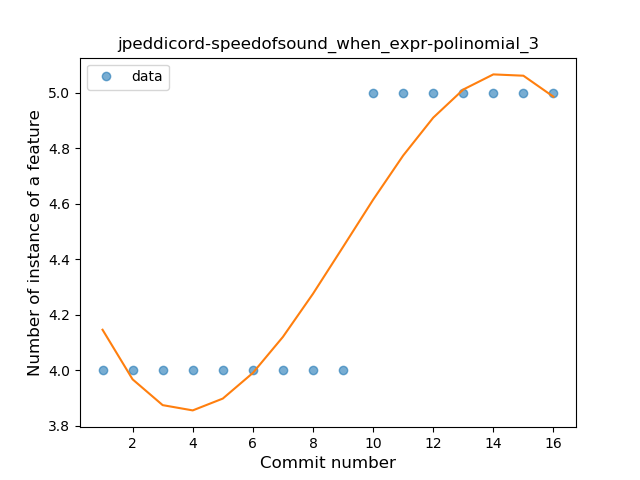 jpeddicord-speedofsound_when_expr-polinomial_3
data
Number of instance of a feature
5.0
4.8
4.6
4.4
4.2
4.0
3.8
2 4 6 8 10 12 14 16
Commit number